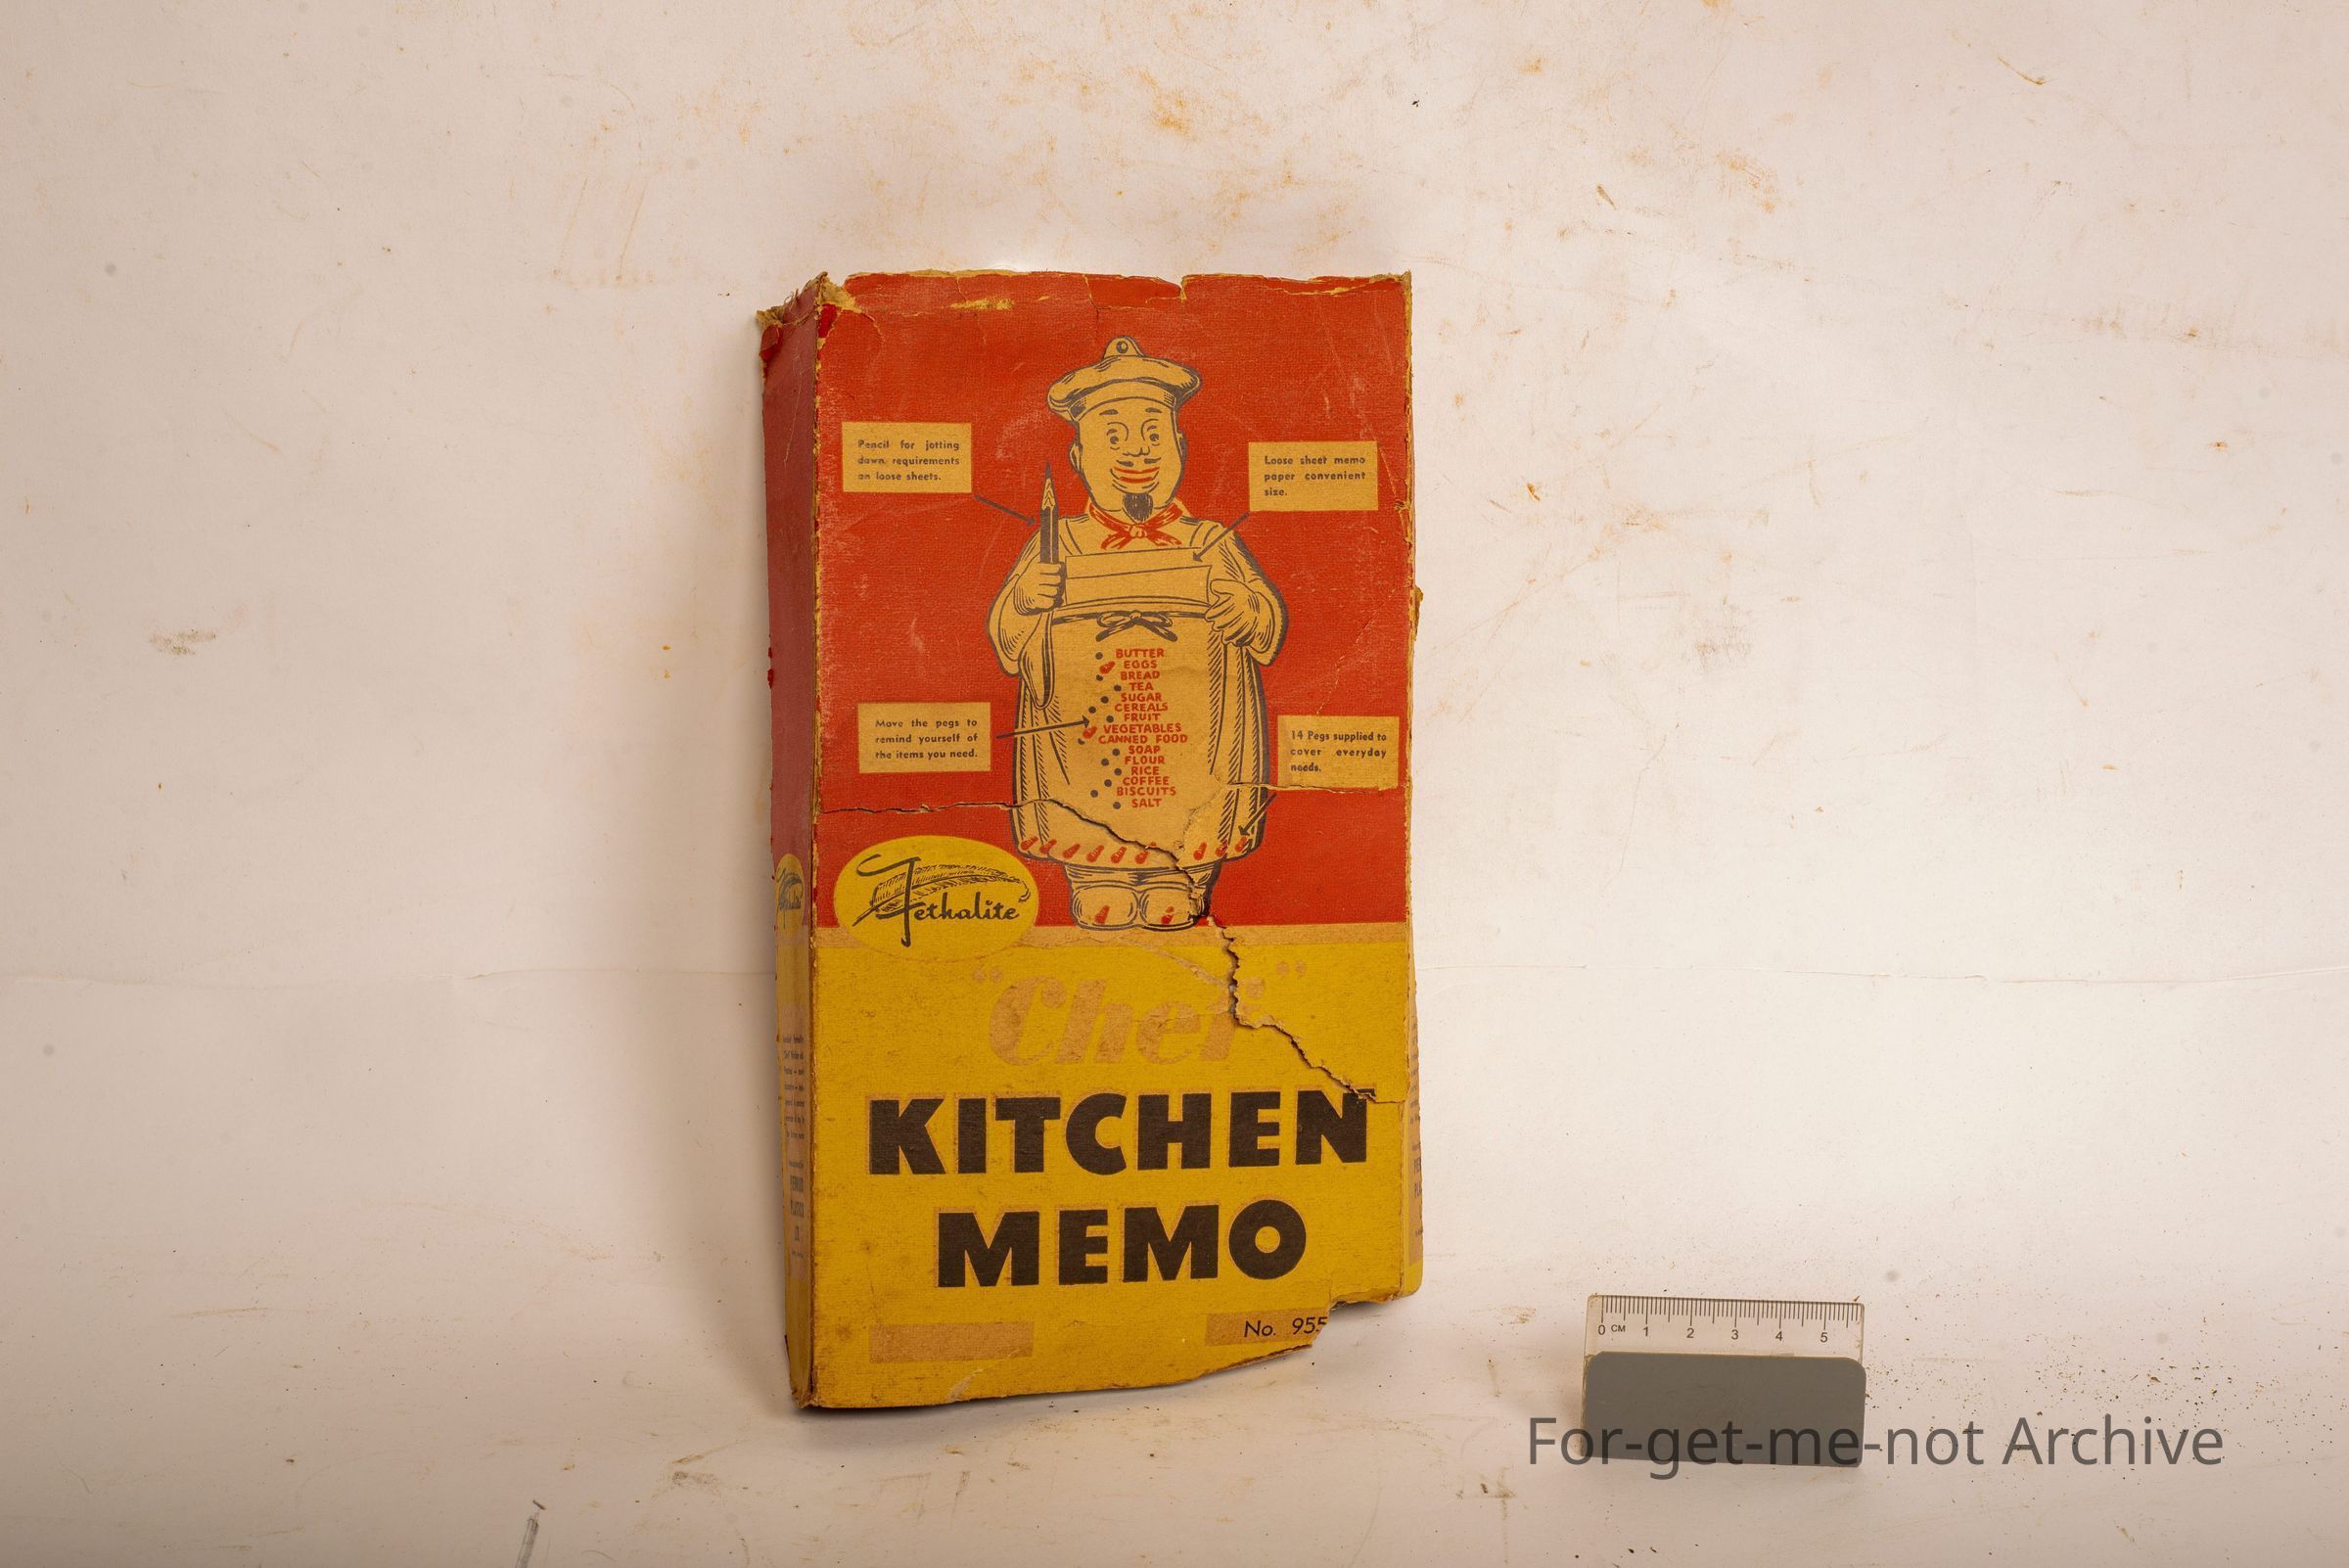 Pencil for jotting
down requirements
on loose sheets.
Loose sheet memo
paper convenient
size.
BUTTER
EGGS
BREAD
TEA
SUGAR
CEREALS
FRUIT
VEGETABLES
CANNED FOOD
SOAP
FLOUR
RICE
COFFEE
BISCUITS
SALT
Move the pegs to
remind yourself of
the items you need.
14 Pegs supplied to
cover everyday
needs.
Fethalite
Fethalite
"Chef"
KITCHEN
MEMO
No. 955
0 CM 1 2 3 4 5
For-get-me-not Archive